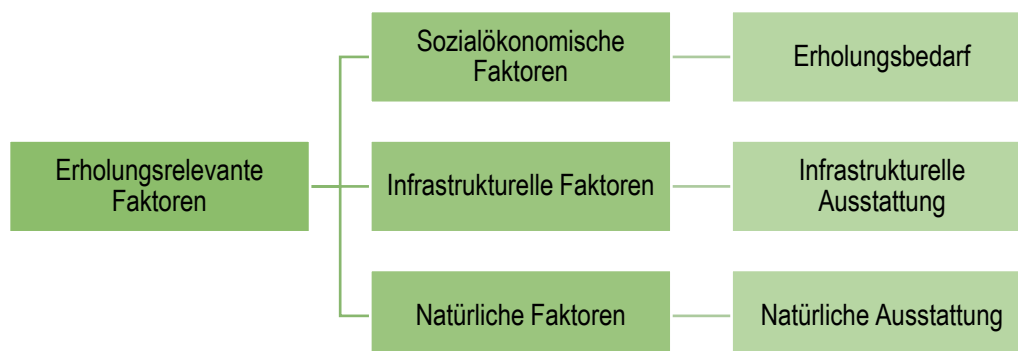 Sozialökonomische
Faktoren
Erholungsbedarf
Erholungsrelevante
Faktoren
Infrastrukturelle Faktoren
Infrastrukturelle
Ausstattung
Natürliche Faktoren
Natürliche Ausstattung